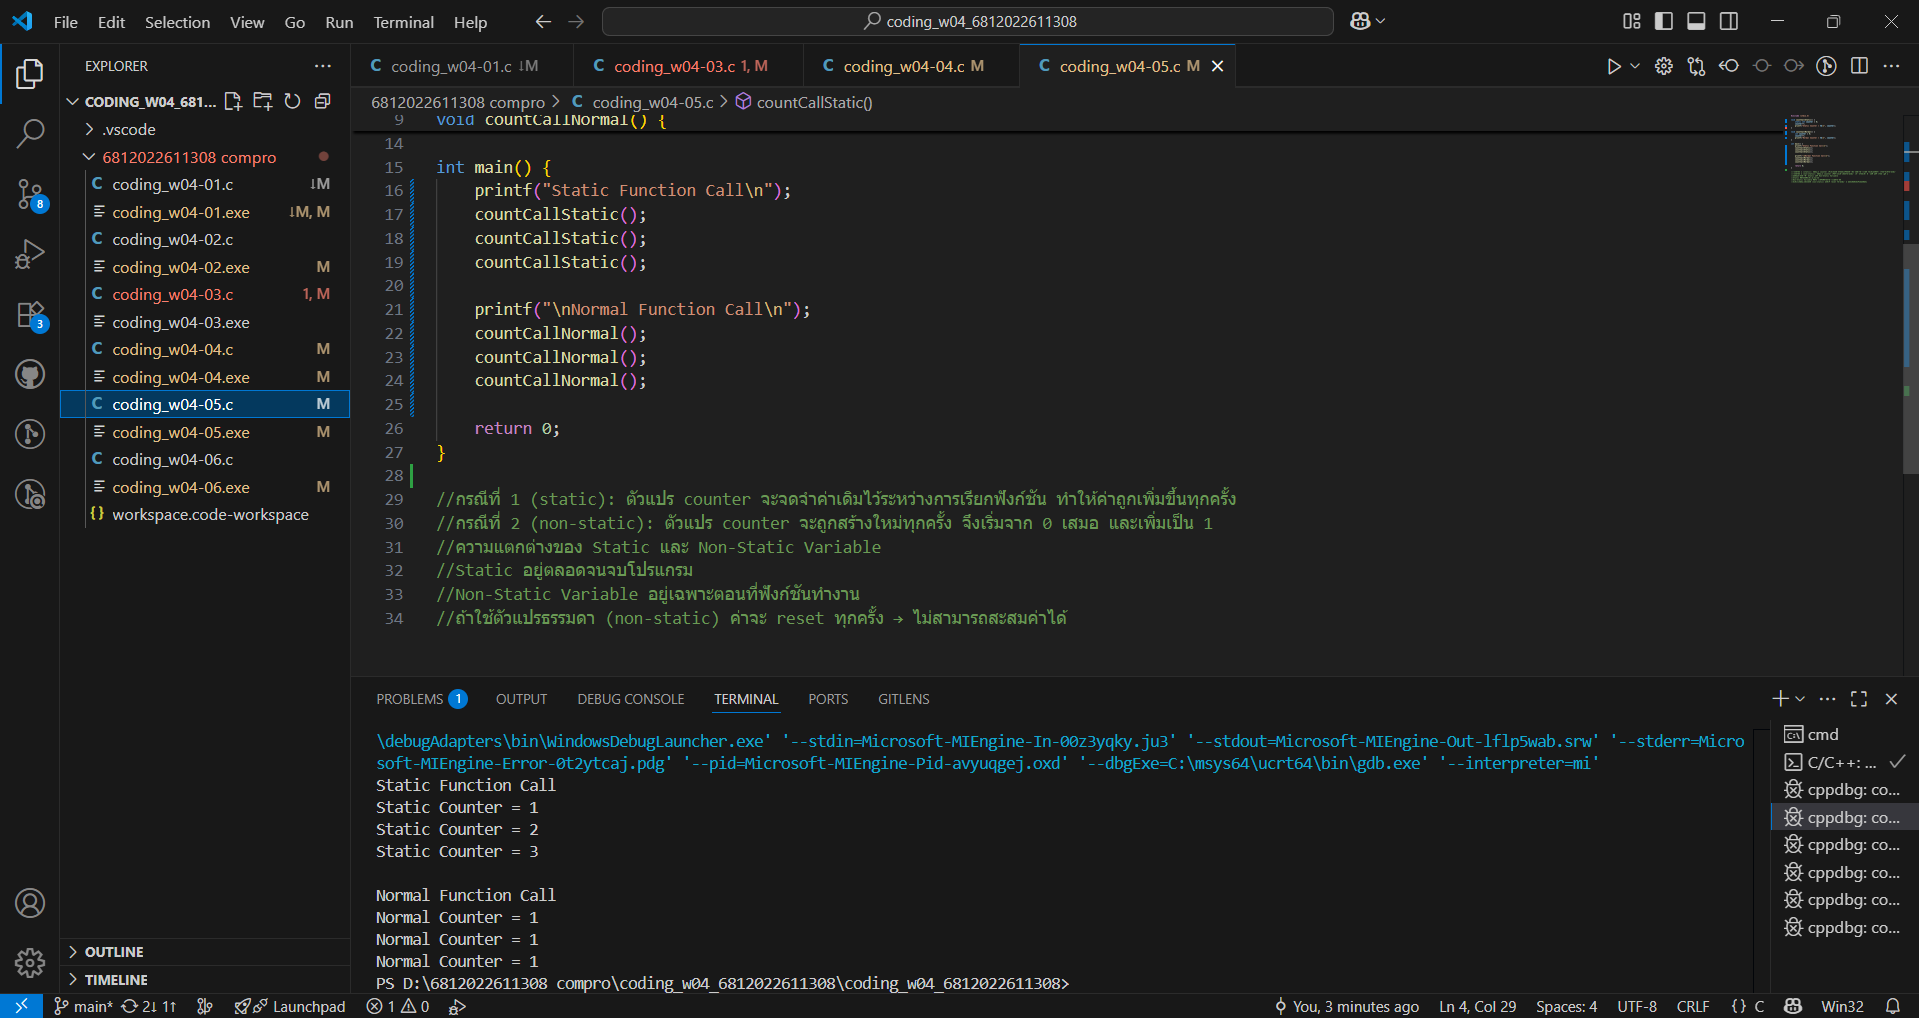 File Edit Selection View Go Run Terminal Help
coding_w04_6812022611308
EXPLORER
CODING_W04_681...
.vscode
6812022611308 compro
coding_w04-01.c ↓M
coding_w04-01.exe ↓M, M
coding_w04-02.c
coding_w04-02.exe M
coding_w04-03.c 1, M
coding_w04-03.exe
coding_w04-04.c M
coding_w04-04.exe M
coding_w04-05.c M
coding_w04-05.exe M
coding_w04-06.c
coding_w04-06.exe M
workspace.code-workspace
OUTLINE
TIMELINE
8
3
coding_w04-01.c ↓M
coding_w04-03.c 1, M
coding_w04-04.c M
coding_w04-05.c M
6812022611308 compro > coding_w04-05.c > countCallStatic()
9 void countCallNormal() {
14
15 int main() {
16 printf("Static Function Call\n");
17 countCallStatic();
18 countCallStatic();
19 countCallStatic();
20
21 printf("\nNormal Function Call\n");
22 countCallNormal();
23 countCallNormal();
24 countCallNormal();
25
26 return 0;
27 }
28
29 //กรณีที่ 1 (static): ตัวแปร counter จะจดจำค่าเดิมไว้ระหว่างการเรียกฟังก์ชัน ทำให้ค่าถูกเพิ่มขึ้นทุกครั้ง
30 //กรณีที่ 2 (non-static): ตัวแปร counter จะถูกสร้างใหม่ทุกครั้ง จึงเริ่มจาก 0 เสมอ และเพิ่มเป็น 1
31 //ความแตกต่างของ Static และ Non-Static Variable
32 //Static อยู่ตลอดจนจบโปรแกรม
33 //Non-Static Variable อยู่เฉพาะตอนที่ฟังก์ชันทำงาน
34 //ถ้าใช้ตัวแปรธรรมดา (non-static) ค่าจะ reset ทุกครั้ง → ไม่สามารถสะสมค่าได้
PROBLEMS 1 OUTPUT DEBUG CONSOLE TERMINAL PORTS GITLENS
\debugAdapters\bin\WindowsDebugLauncher.exe' '--stdin=Microsoft-MIEngine-In-00z3yqky.ju3' '--stdout=Microsoft-MIEngine-Out-lflp5wab.srw' '--stderr=Micro
soft-MIEngine-Error-0t2ytcaj.pdg' '--pid=Microsoft-MIEngine-Pid-avyuqgej.oxd' '--dbgExe=C:\msys64\ucrt64\bin\gdb.exe' '--interpreter=mi'
Static Function Call
Static Counter = 1
Static Counter = 2
Static Counter = 3
Normal Function Call
Normal Counter = 1
Normal Counter = 1
Normal Counter = 1
PS D:\6812022611308 compro\coding_w04_6812022611308\coding_w04_6812022611308>
cmd
C/C++: ...
cppdbg: co...
cppdbg: co...
cppdbg: co...
cppdbg: co...
cppdbg: co...
cppdbg: co...
main* 2↓ 1↑ Launchpad 1 0 You, 3 minutes ago Ln 4, Col 29 Spaces: 4 UTF-8 CRLF {} C Win32